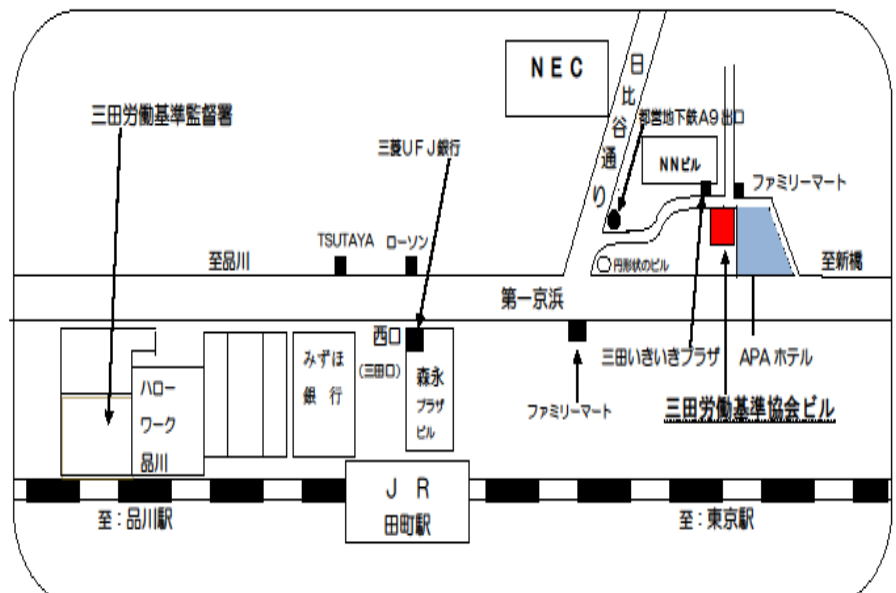 NEC
日比谷通り
三田労働基準監督署
都営地下鉄A9出口
三菱UFJ銀行
NNビル
ファミリーマート
TSUTAYA ローソン
至品川
円形状のビル
至新橋
第一京浜
西口
(三田口)
みずほ
銀行
森永
プラザ
ビル
三田いきいきプラザ
APAホテル
ハロー
ワーク
品川
ファミリーマート
三田労働基準協会ビル
JR
田町駅
至:品川駅
至:東京駅